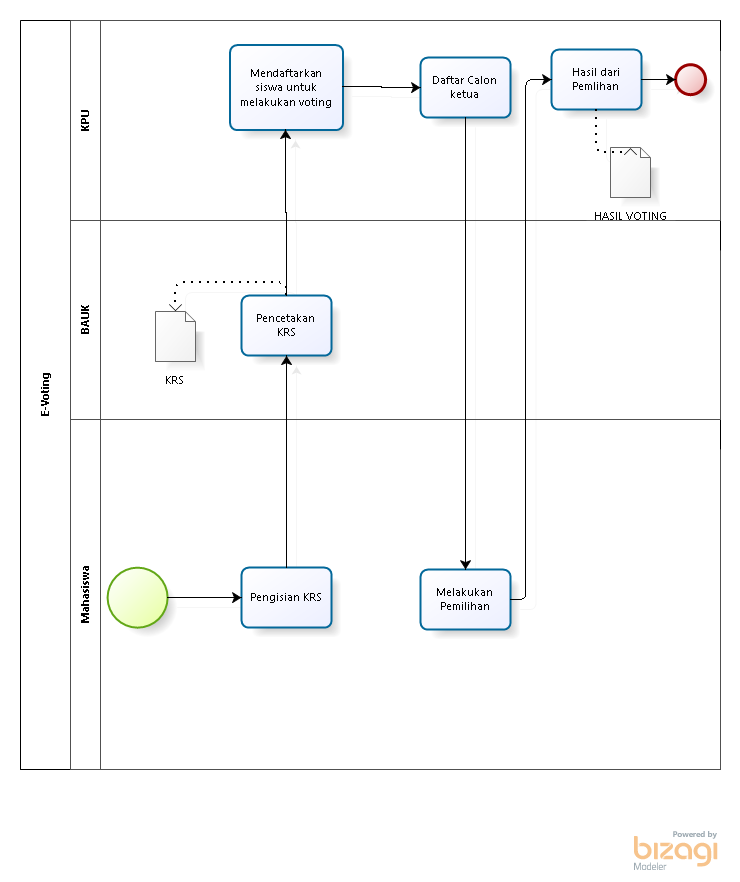 E-Voting
KPU
Mendaftarkan
siswa untuk
melakukan voting
Daftar Calon
ketua
Hasil dari
Pemlihan
HASIL VOTING
BAUK
Pencetakan
KRS
KRS
Mahasiswa
Pengisian KRS
Melakukan
Pemilihan
Powered by
bizagi
Modeler